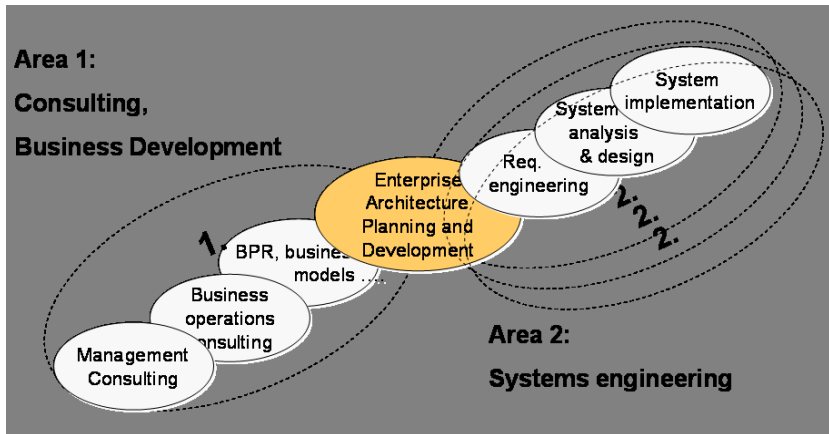 Area 1:
Consulting,
Business Development
System
implementation
System
analysis
& design
Req.
engineering
Enterprise
Architecture
Planning and
Development
2.
2.
2.
1.
BPR, busines
models ....
Business
operations
onsulting
Management
Consulting
Area 2:
Systems engineering